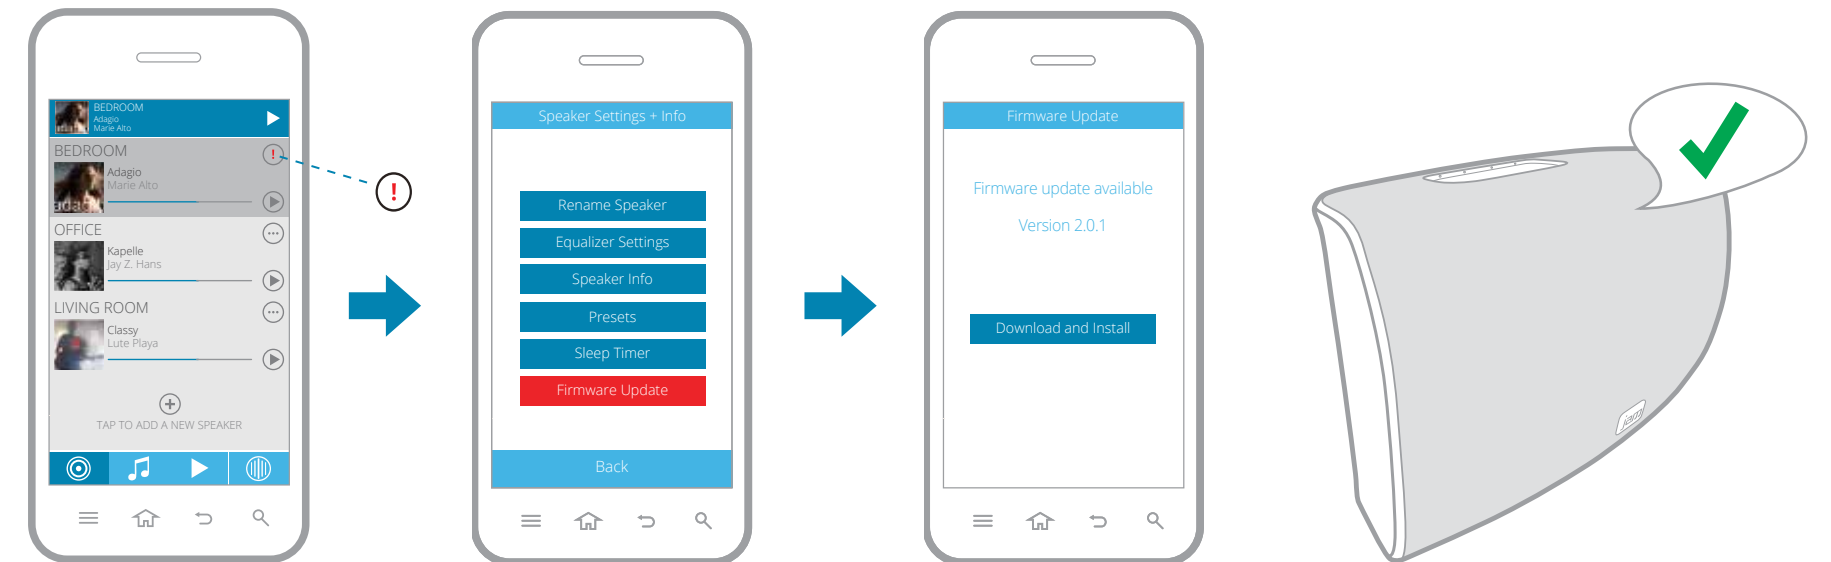 BEDROOM
Adagio
Marie Alto
BEDROOM
!
Adagio
Marie Alto
!
OFFICE
Kapelle
Jay Z. Hans
LIVING ROOM
Classy
Lute Playa
TAP TO ADD A NEW SPEAKER
Speaker Settings + Info
Rename Speaker
Equalizer Settings
Speaker Info
Presets
Sleep Timer
Firmware Update
Back
Firmware Update
Firmware update available
Version 2.0.1
Download and Install
jam